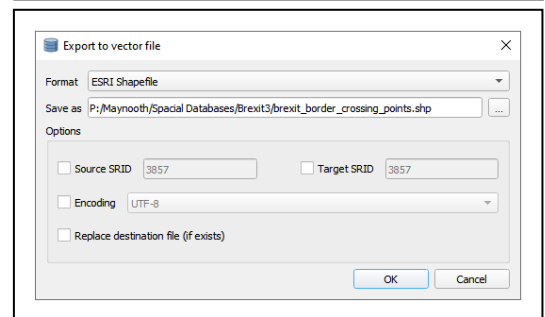 Export to vector file
Format ESRI Shapefile
Save as P:/Maynooth/Spacial Databases/Brexit3/brexit_border_crossing_points.shp ...
Options
Source SRID 3857 Target SRID 3857
Encoding UTF-8
Replace destination file (if exists)
OK Cancel